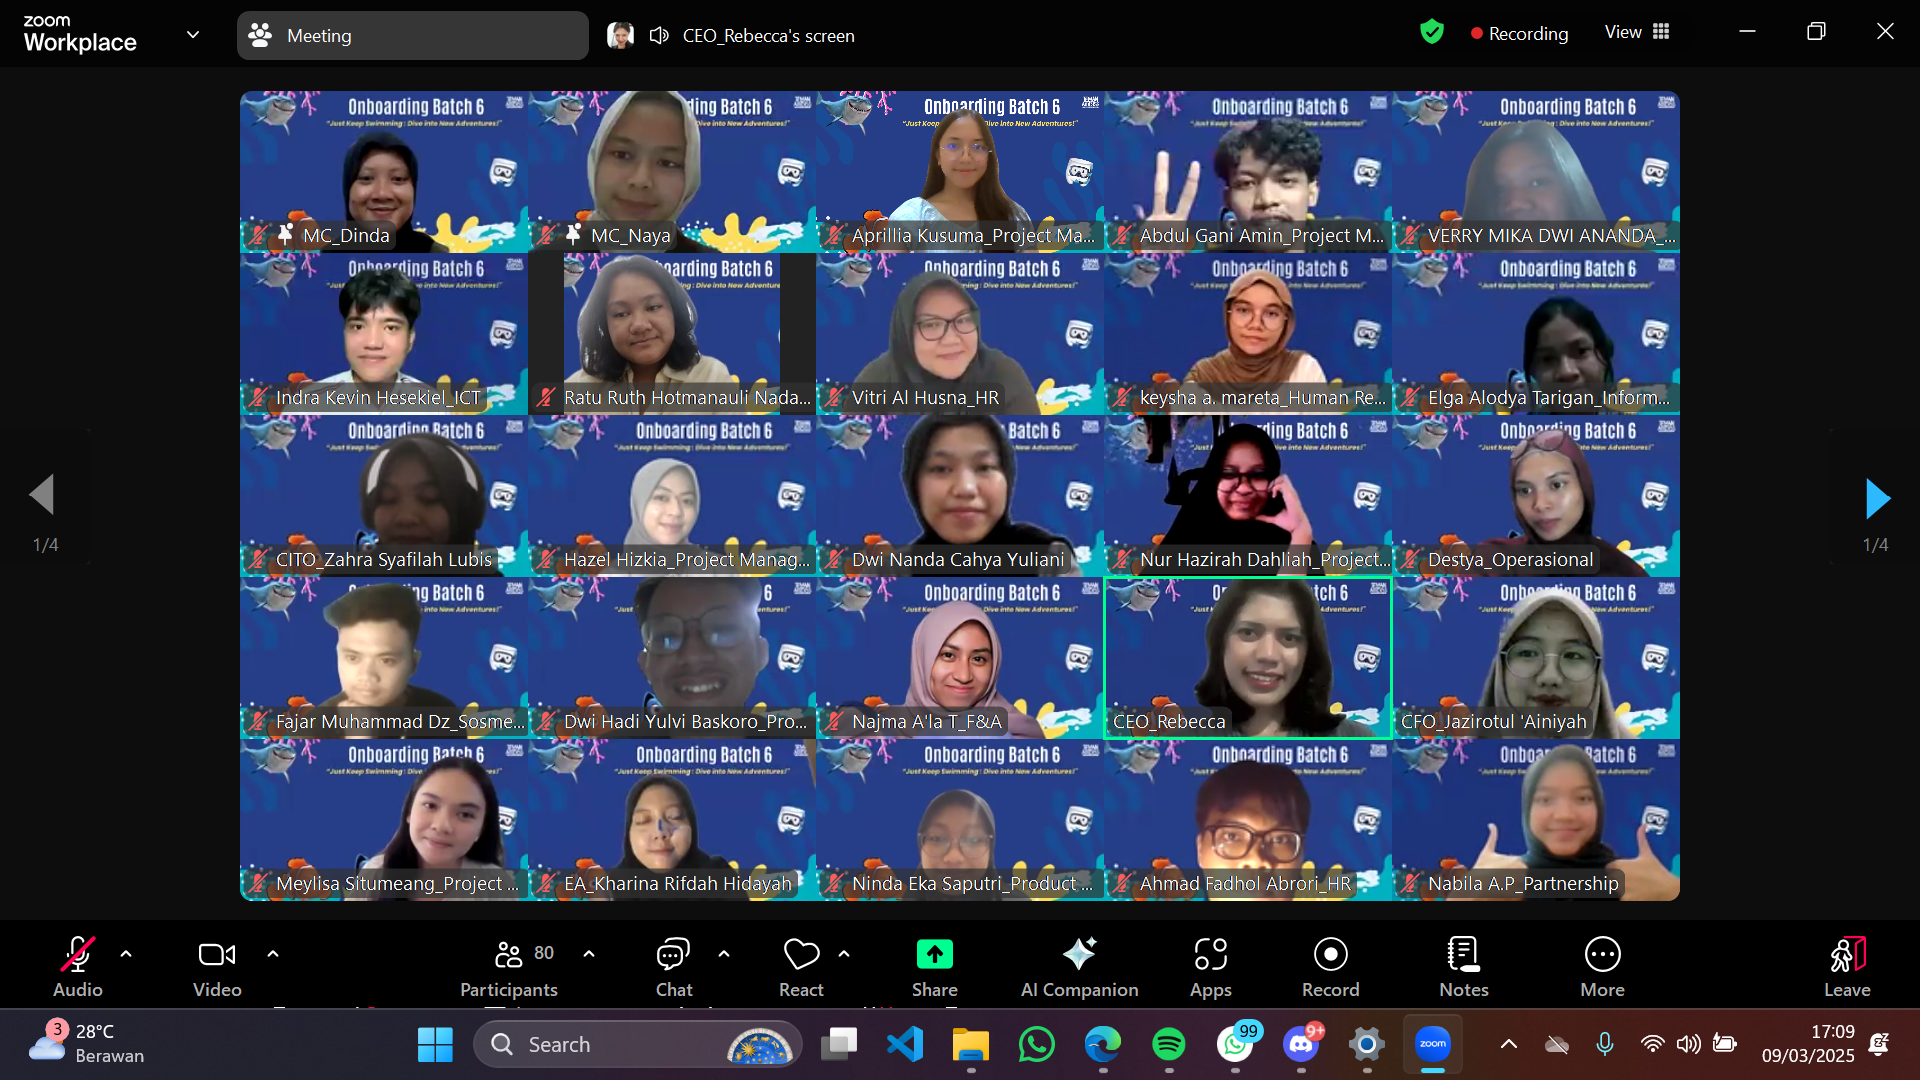 zoom
Workplace
Meeting
CEO_Rebecca's screen
Recording
View
Onboarding Batch 6
"Just Keep Swimming : Dive into New Adventures!"
MC_Dinda
MC_Naya
Aprillia Kusuma_Project Ma...
Abdul Gani Amin_Project M...
VERRY MIKA DWI ANANDA_...
Indra Kevin Hesekiel_ICT
Ratu Ruth Hotmanauli Nada...
Vitri Al Husna_HR
keysha a. mareta_Human Re...
Elga Alodya Tarigan_Inform...
CITO_Zahra Syafilah Lubis
Hazel Hizkia_Project Manag...
Dwi Nanda Cahya Yuliani
Nur Hazirah Dahliah_Project...
Destya_Operasional
1/4
1/4
Fajar Muhammad Dz_Sosme...
Dwi Hadi Yulvi Baskoro_Pro...
Najma A'la T_F&A
CEO_Rebecca
CFO_Jazirotul 'Ainiyah
Meylisa Situmeang_Project ...
EA_Kharina Rifdah Hidayah
Ninda Eka Saputri_Product ...
Ahmad Fadhol Abrori_HR
Nabila A.P_Partnership
Audio
Video
Participants
80
Chat
React
Share
AI Companion
Apps
Record
Notes
More
Leave
3
28°C
Berawan
Search
99
9+
zoom
17:09
09/03/2025